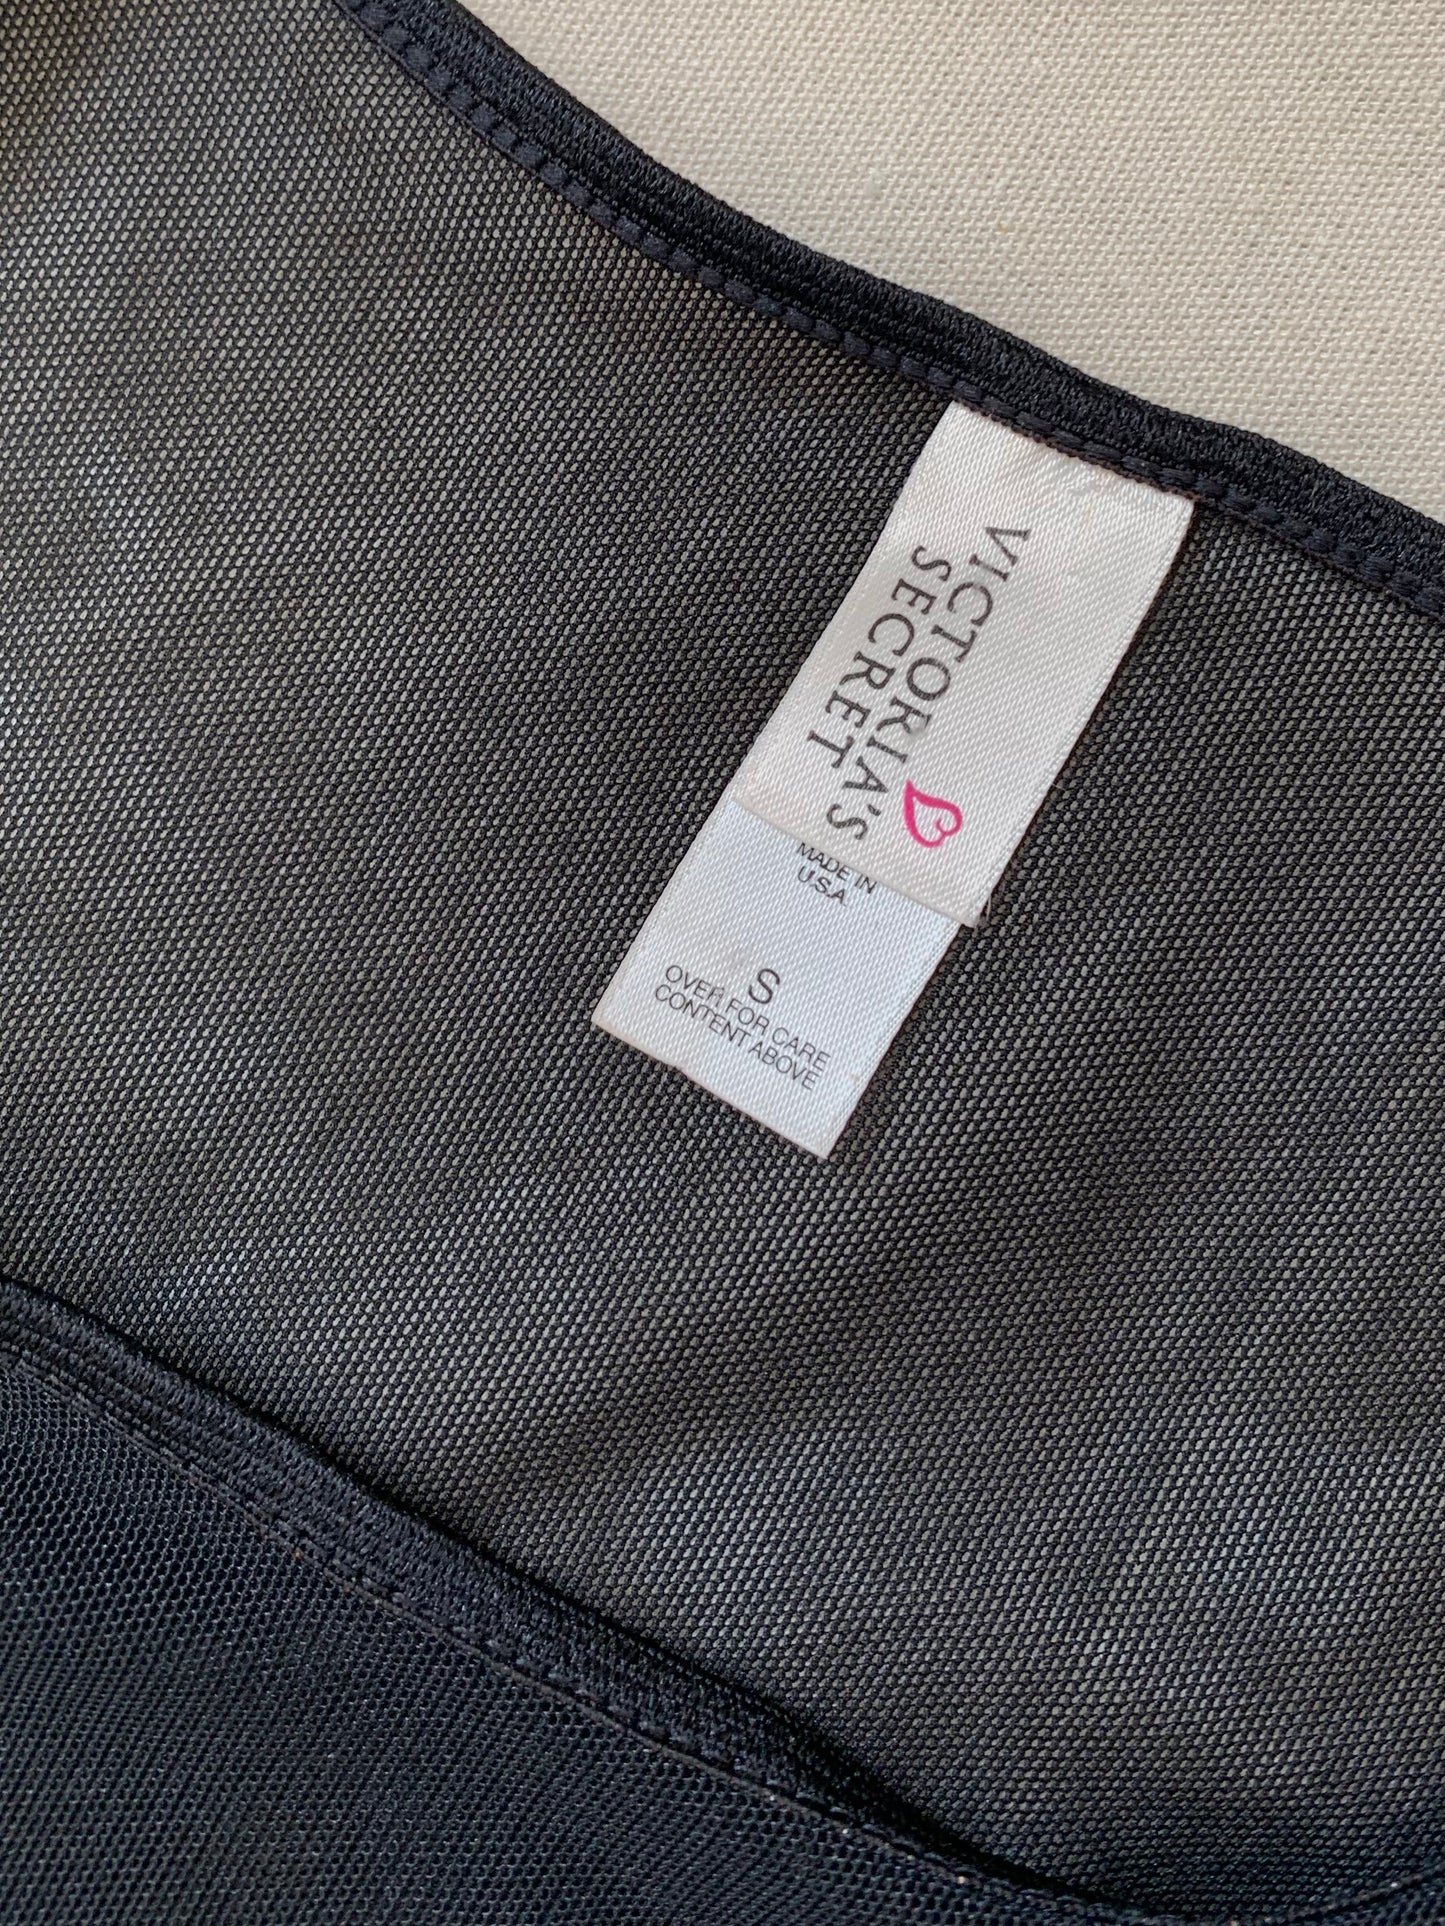 VICTORIA'S
SECRET
MADE IN
U.S.A.
S
OVER FOR CARE
CONTENT ABOVE